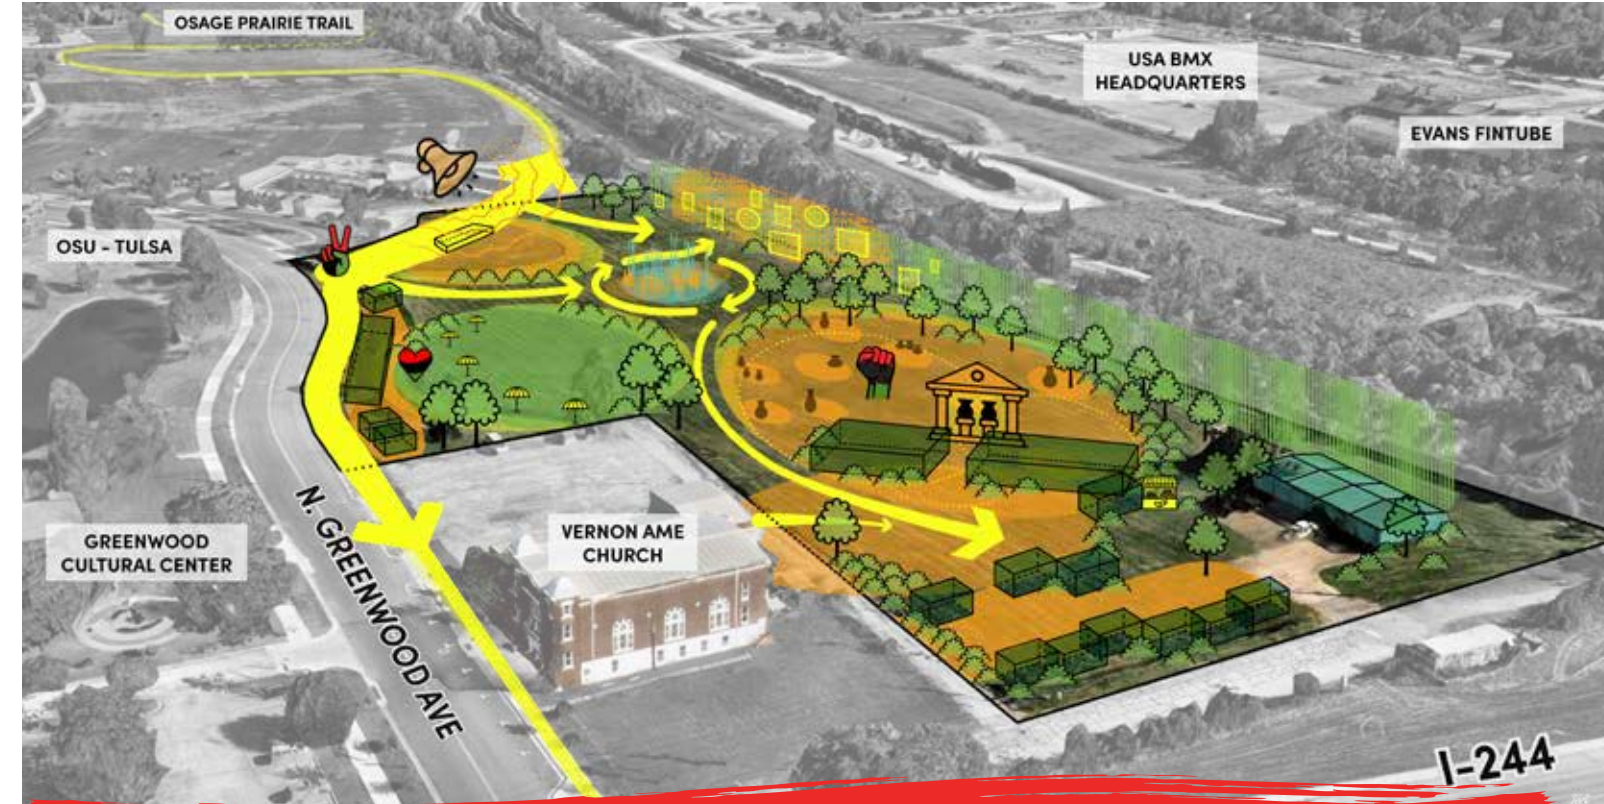 OSAGE PRAIRIE TRAIL
USA BMX
HEADQUARTERS
EVANS FINTUBE
OSU - TULSA
GREENWOOD
CULTURAL CENTER
N. GREENWOOD AVE
VERNON AME
CHURCH
I-244